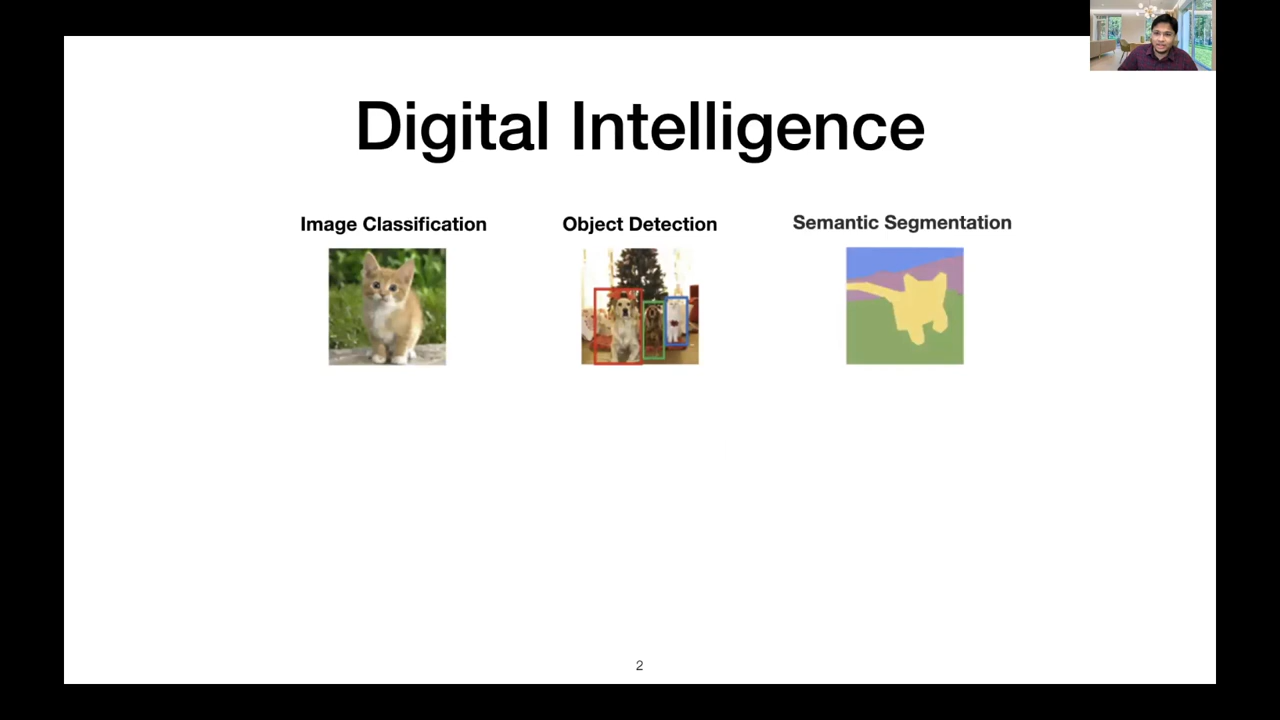 Digital Intelligence
Image Classification
Object Detection
Semantic Segmentation
2